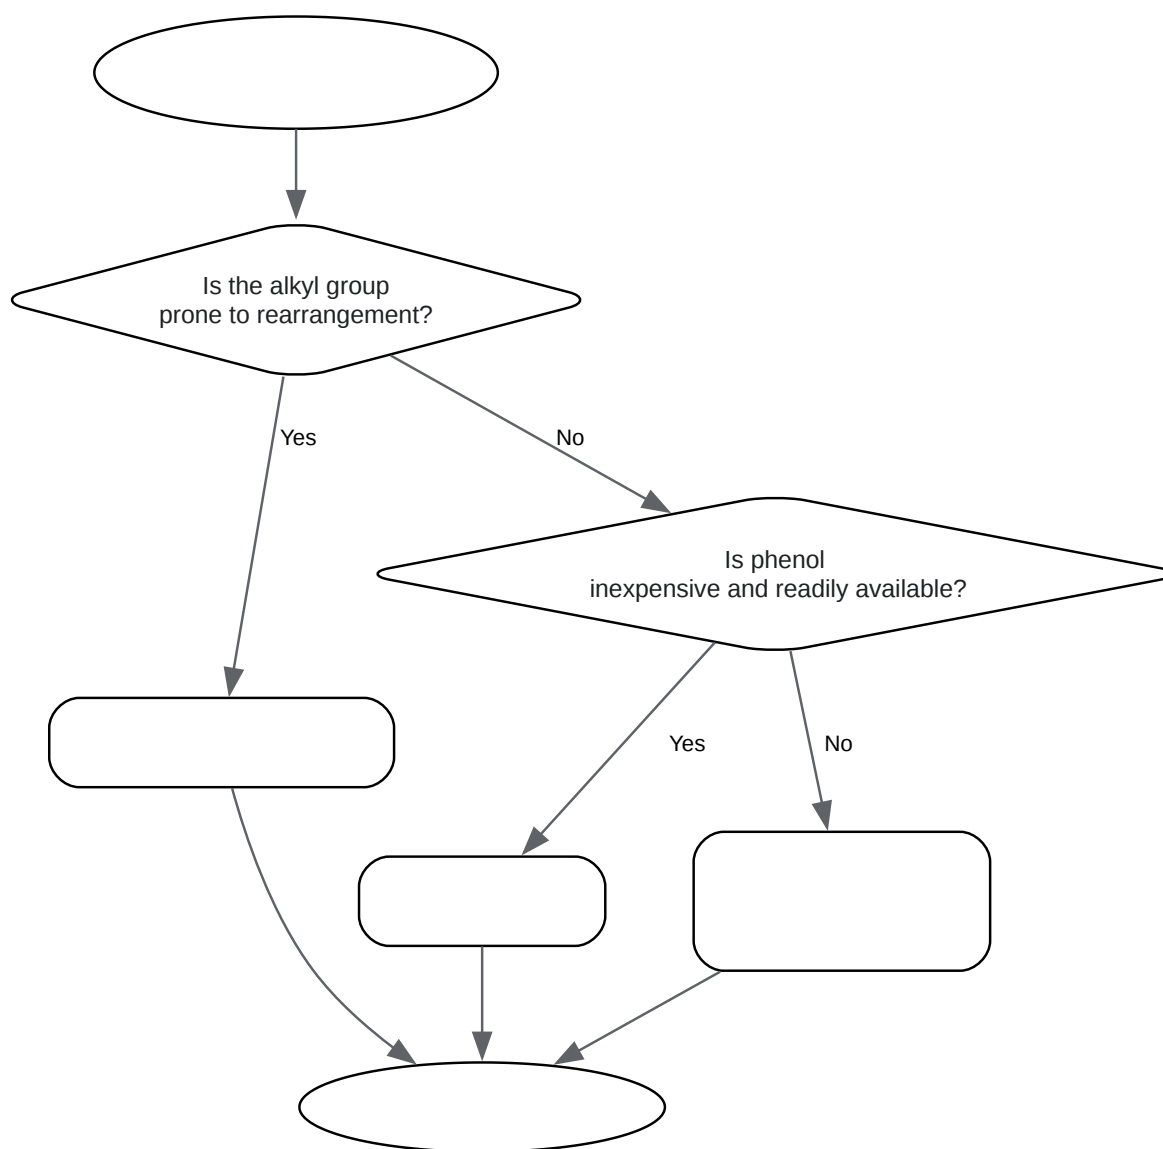 Is the alkyl group
prone to rearrangement?
Yes
No
Is phenol
inexpensive and readily available?
Yes
No